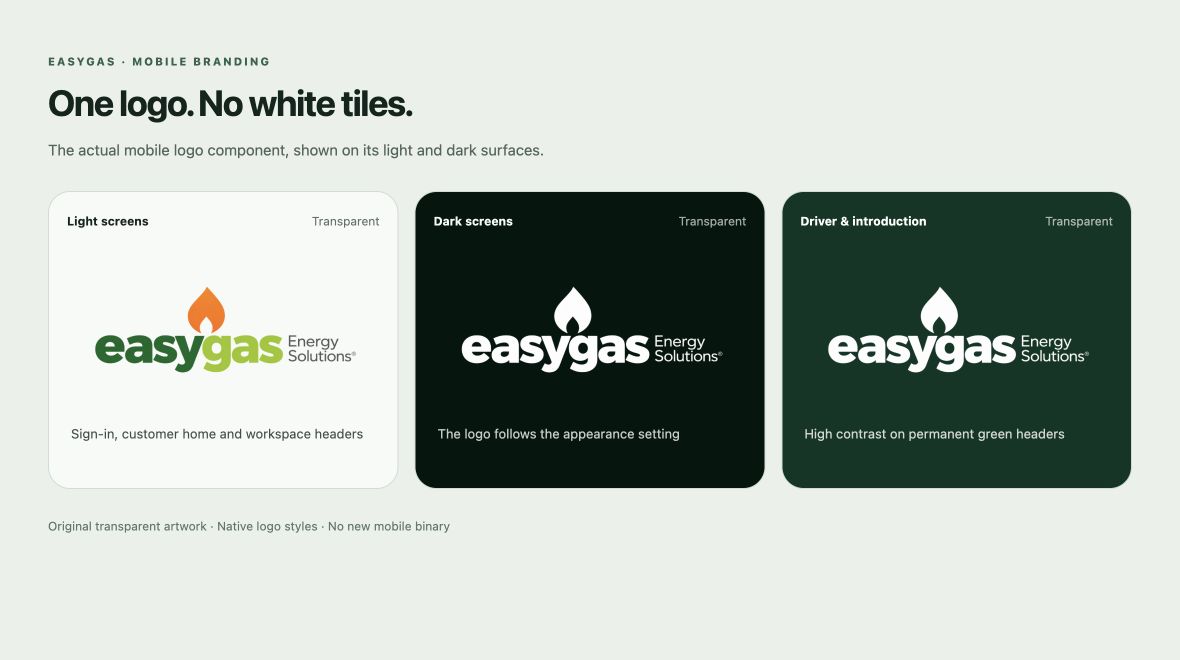 EASYGAS · MOBILE BRANDING
One logo. No white tiles.
The actual mobile logo component, shown on its light and dark surfaces.
Light screens
Transparent
easygas Energy
Solutions®
Sign-in, customer home and workspace headers
Dark screens
Transparent
easygas Energy
Solutions®
The logo follows the appearance setting
Driver & introduction
Transparent
easygas Energy
Solutions®
High contrast on permanent green headers
Original transparent artwork · Native logo styles · No new mobile binary